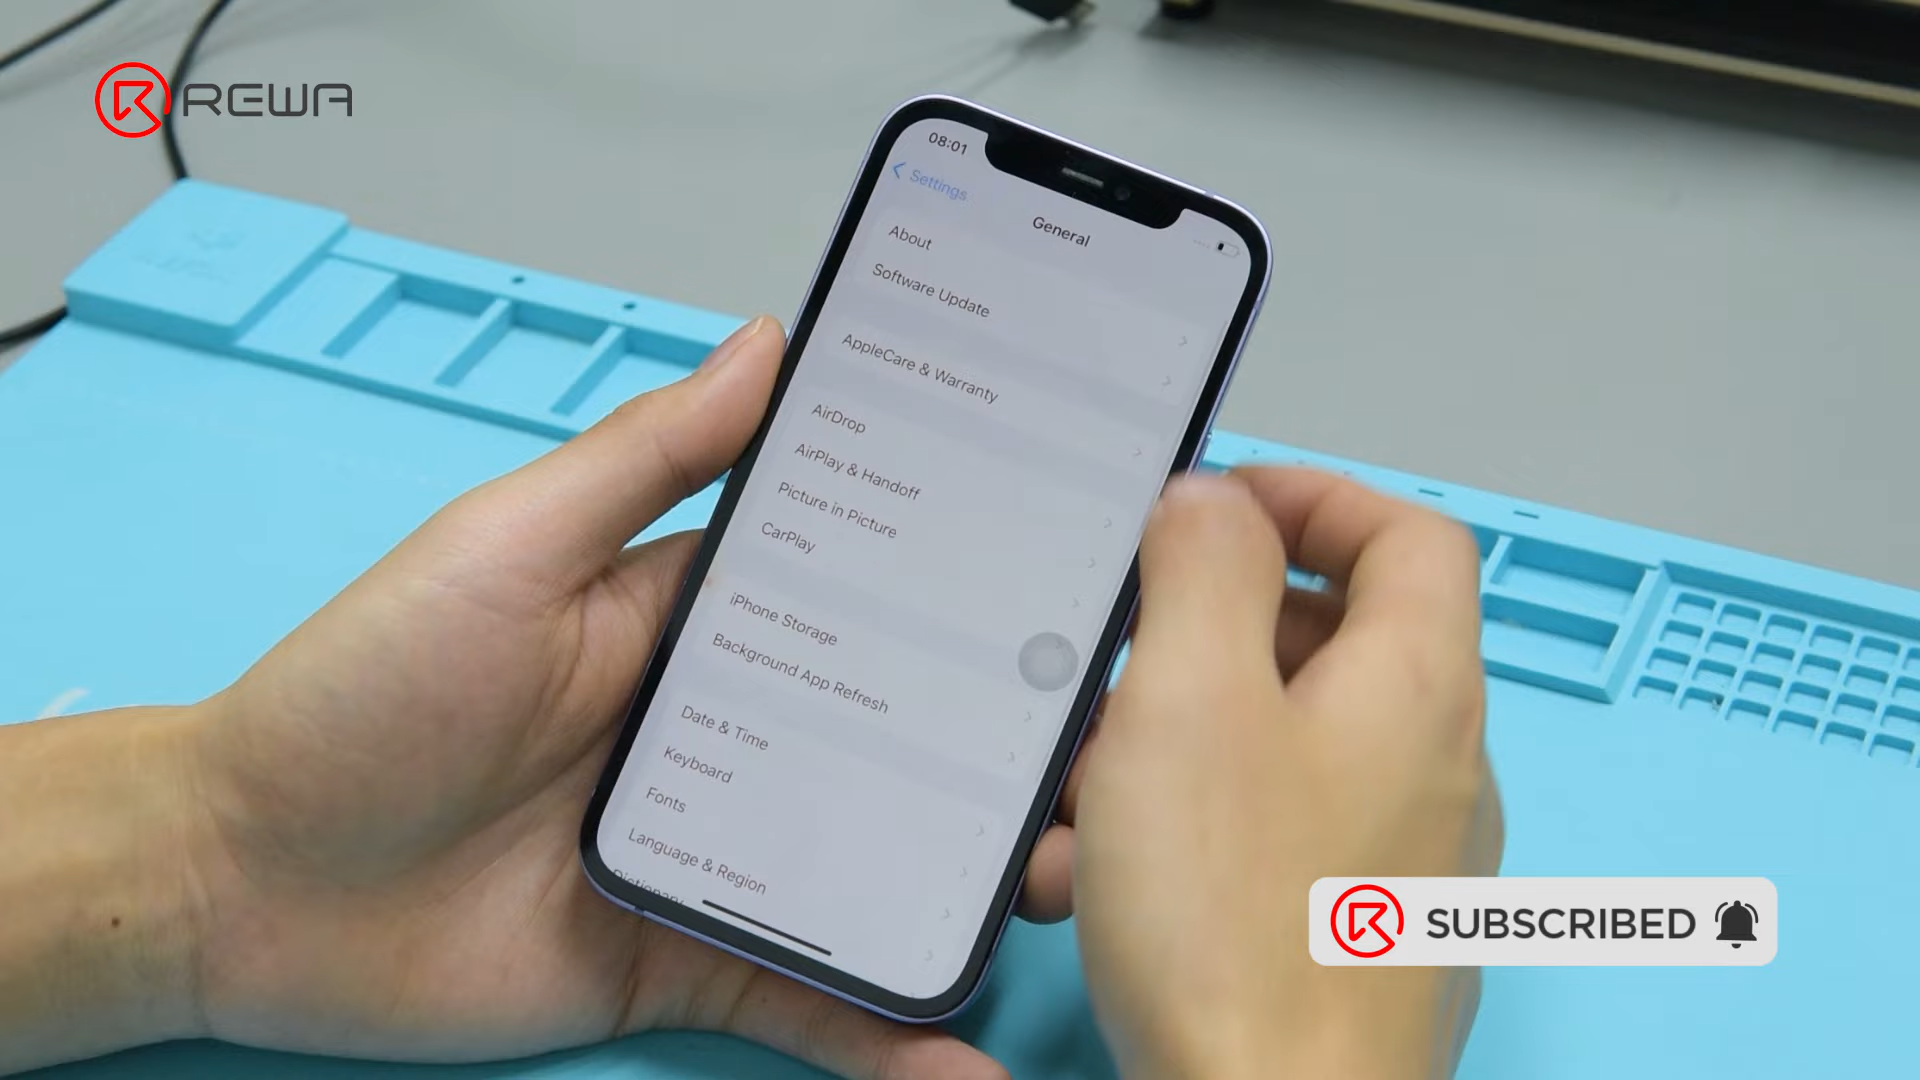 REWA
08:01
Settings
General
About
Software Update
AppleCare & Warranty
AirDrop
AirPlay & Handoff
Picture in Picture
CarPlay
iPhone Storage
Background App Refresh
Date & Time
Keyboard
Fonts
Language & Region
Dictionary
SUBSCRIBED